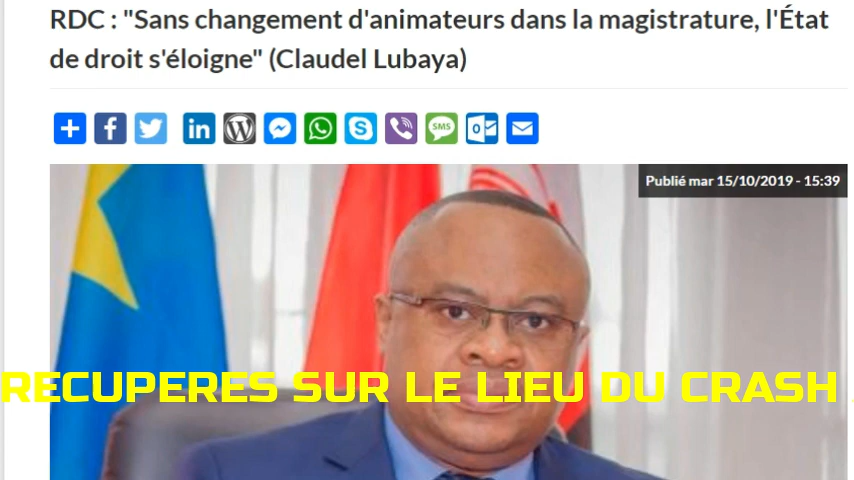 RDC : "Sans changement d'animateurs dans la magistrature, l'État
de droit s'éloigne" (Claudel Lubaya)
SMS
Publié mar 15/10/2019 - 15:39
RECUPERES SUR LE LIEU DU CRASH